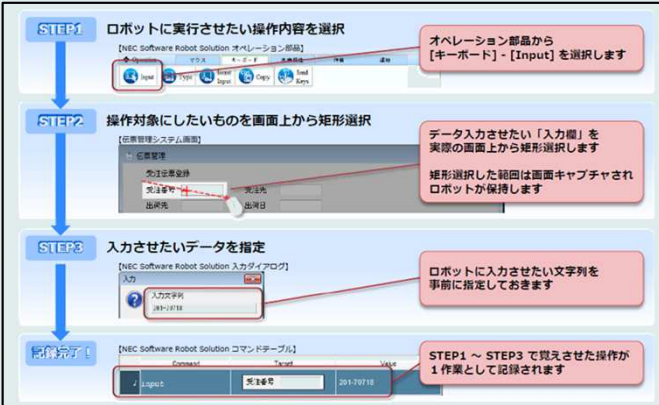 STEP1
ロボットに実行させたい操作内容を選択
【NEC Software Robot Solution オペレーション部品】
Operation マウス キーボード
Input Type Send Input Copy Send Keys
オペレーション部品から
[キーボード] - [Input] を選択します
STEP2
操作対象にしたいものを画面上から矩形選択
【伝票管理システム画面】
伝票管理
受注伝票登録
受注番号 受注先
出荷先 出荷日
データ入力させたい「入力欄」を
実際の画面上から矩形選択します
矩形選択した範囲は画面キャプチャされ
ロボットが保持します
STEP3
入力させたいデータを指定
【NEC Software Robot Solution 入力ダイアログ】
入力
入力文字列
201-70718
ロボットに入力させたい文字列を
事前に指定しておきます
記録完了!
【NEC Software Robot Solution コマンドテーブル】
Command Target Value
input 受注番号 201-70718
STEP1 ~ STEP3 で覚えさせた操作が
1作業として記録されます